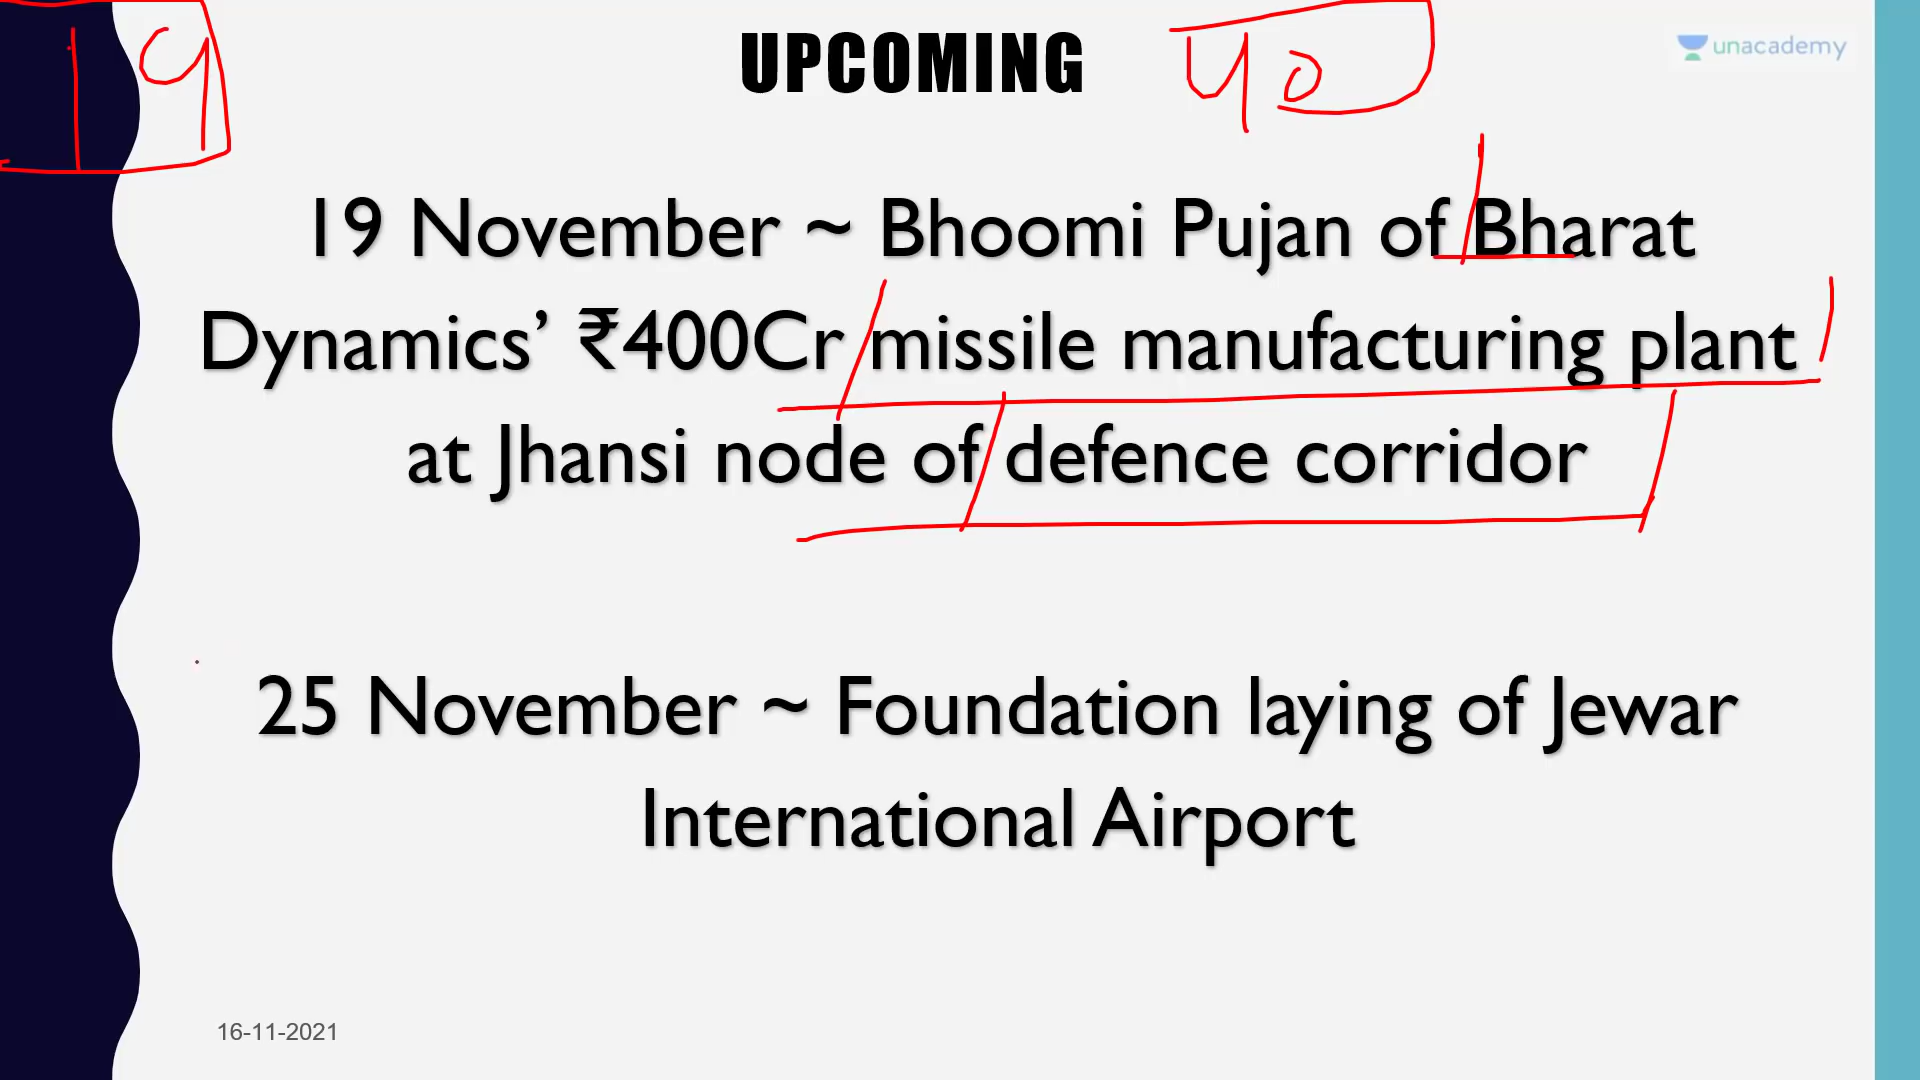 19
UPCOMING
40
unacademy
19 November ~ Bhoomi Pujan of Bharat
Dynamics’ ₹400Cr missile manufacturing plant
at Jhansi node of defence corridor
25 November ~ Foundation laying of Jewar
International Airport
16-11-2021